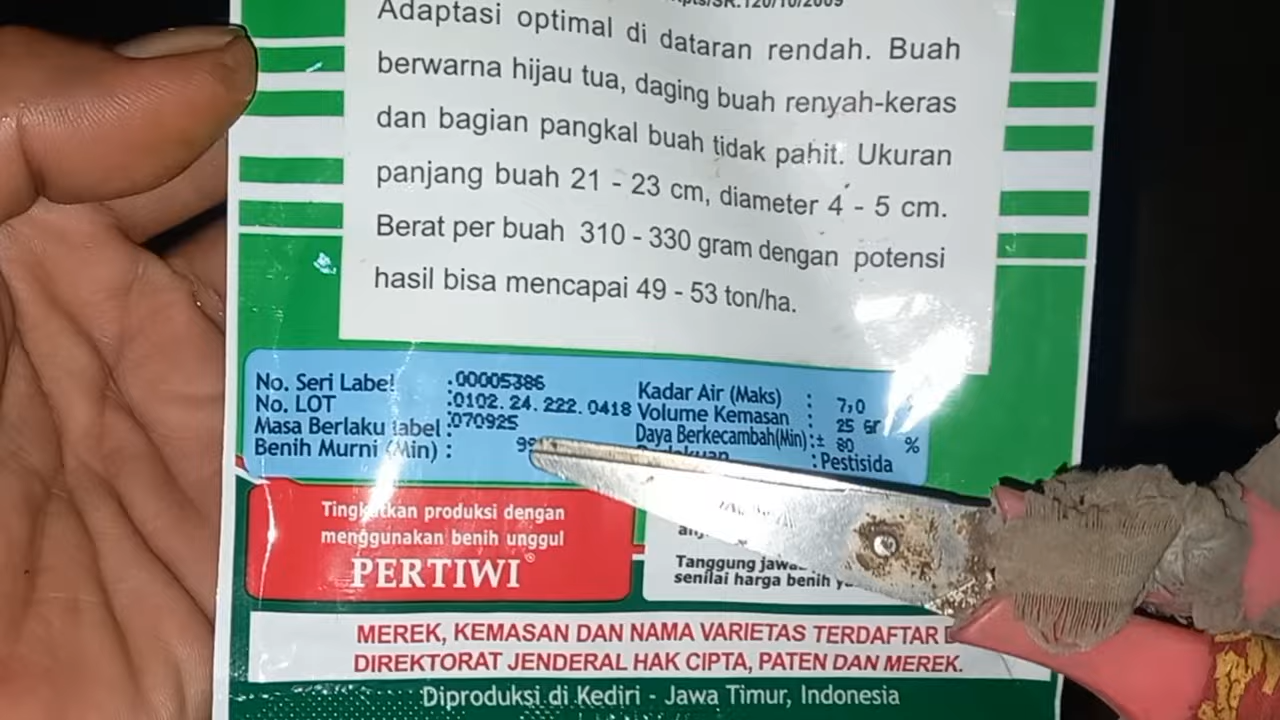 Adaptasi optimal di dataran rendah. Buah
berwarna hijau tua, daging buah renyah-keras
dan bagian pangkal buah tidak pahit. Ukuran
panjang buah 21 - 23 cm, diameter 4 - 5 cm.
Berat per buah 310 - 330 gram dengan potensi
hasil bisa mencapai 49 - 53 ton/ha.
No. Seri Label :00005386
No. LOT :0102. 24. 222. 0418
Masa Berlaku label :070925
Benih Murni (Min) :
Kadar Air (Maks) : 7,0
Volume Kemasan : 25 Gr
Daya Berkecambah(Min) :± 80 %
: Pestisida
Tingkatkan produksi dengan
menggunakan benih unggul
PERTIWI®
Tanggung
senilai harga benih
MEREK, KEMASAN DAN NAMA VARIETAS TERDAFTAR
DIREKTORAT JENDERAL HAK CIPTA, PATEN DAN MEREK.
Diproduksi di Kediri - Jawa Timur, Indonesia